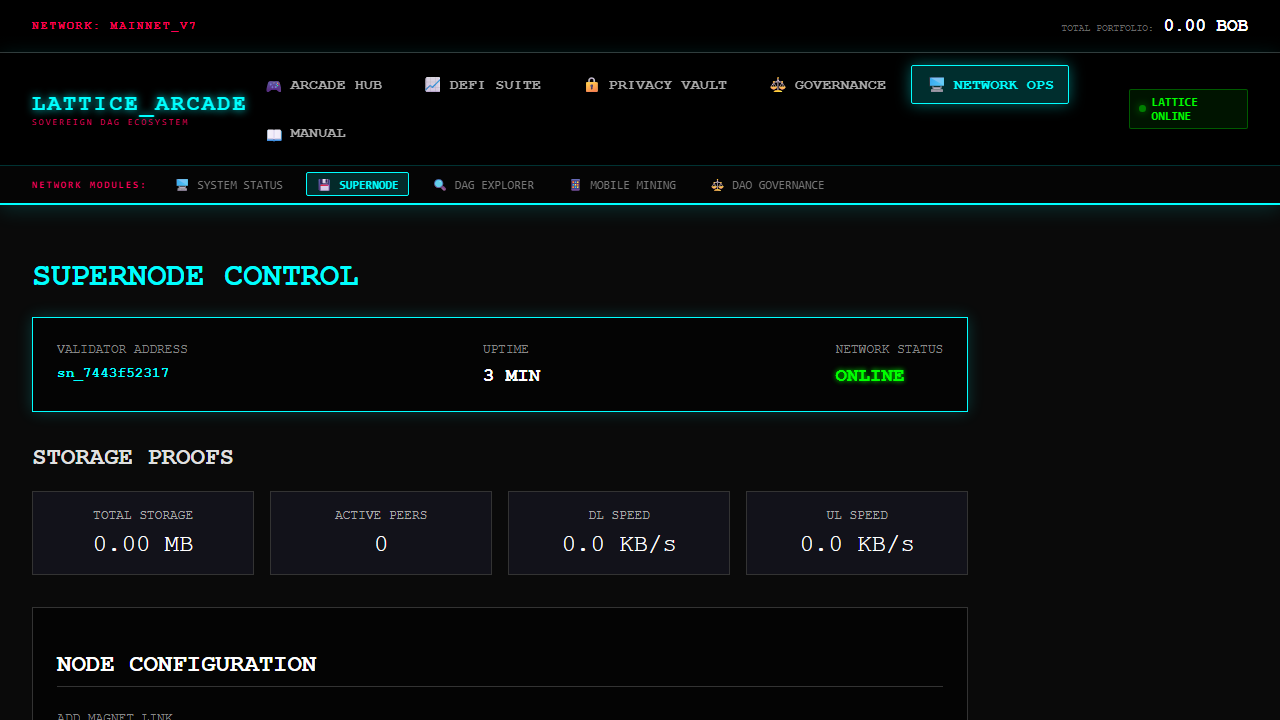 NETWORK: MAINNET_V7
TOTAL PORTFOLIO: 0.00 BOB
LATTICE_ARCADE
SOVEREIGN DAG ECOSYSTEM
ARCADE HUB
DEFI SUITE
PRIVACY VAULT
GOVERNANCE
NETWORK OPS
MANUAL
LATTICE
ONLINE
NETWORK MODULES:
SYSTEM STATUS
SUPERNODE
DAG EXPLORER
MOBILE MINING
DAO GOVERNANCE
SUPERNODE CONTROL
VALIDATOR ADDRESS
sn_7443f52317
UPTIME
3 MIN
NETWORK STATUS
ONLINE
STORAGE PROOFS
TOTAL STORAGE
0.00 MB
ACTIVE PEERS
0
DL SPEED
0.0 KB/s
UL SPEED
0.0 KB/s
NODE CONFIGURATION
ADD MAGNET LINK